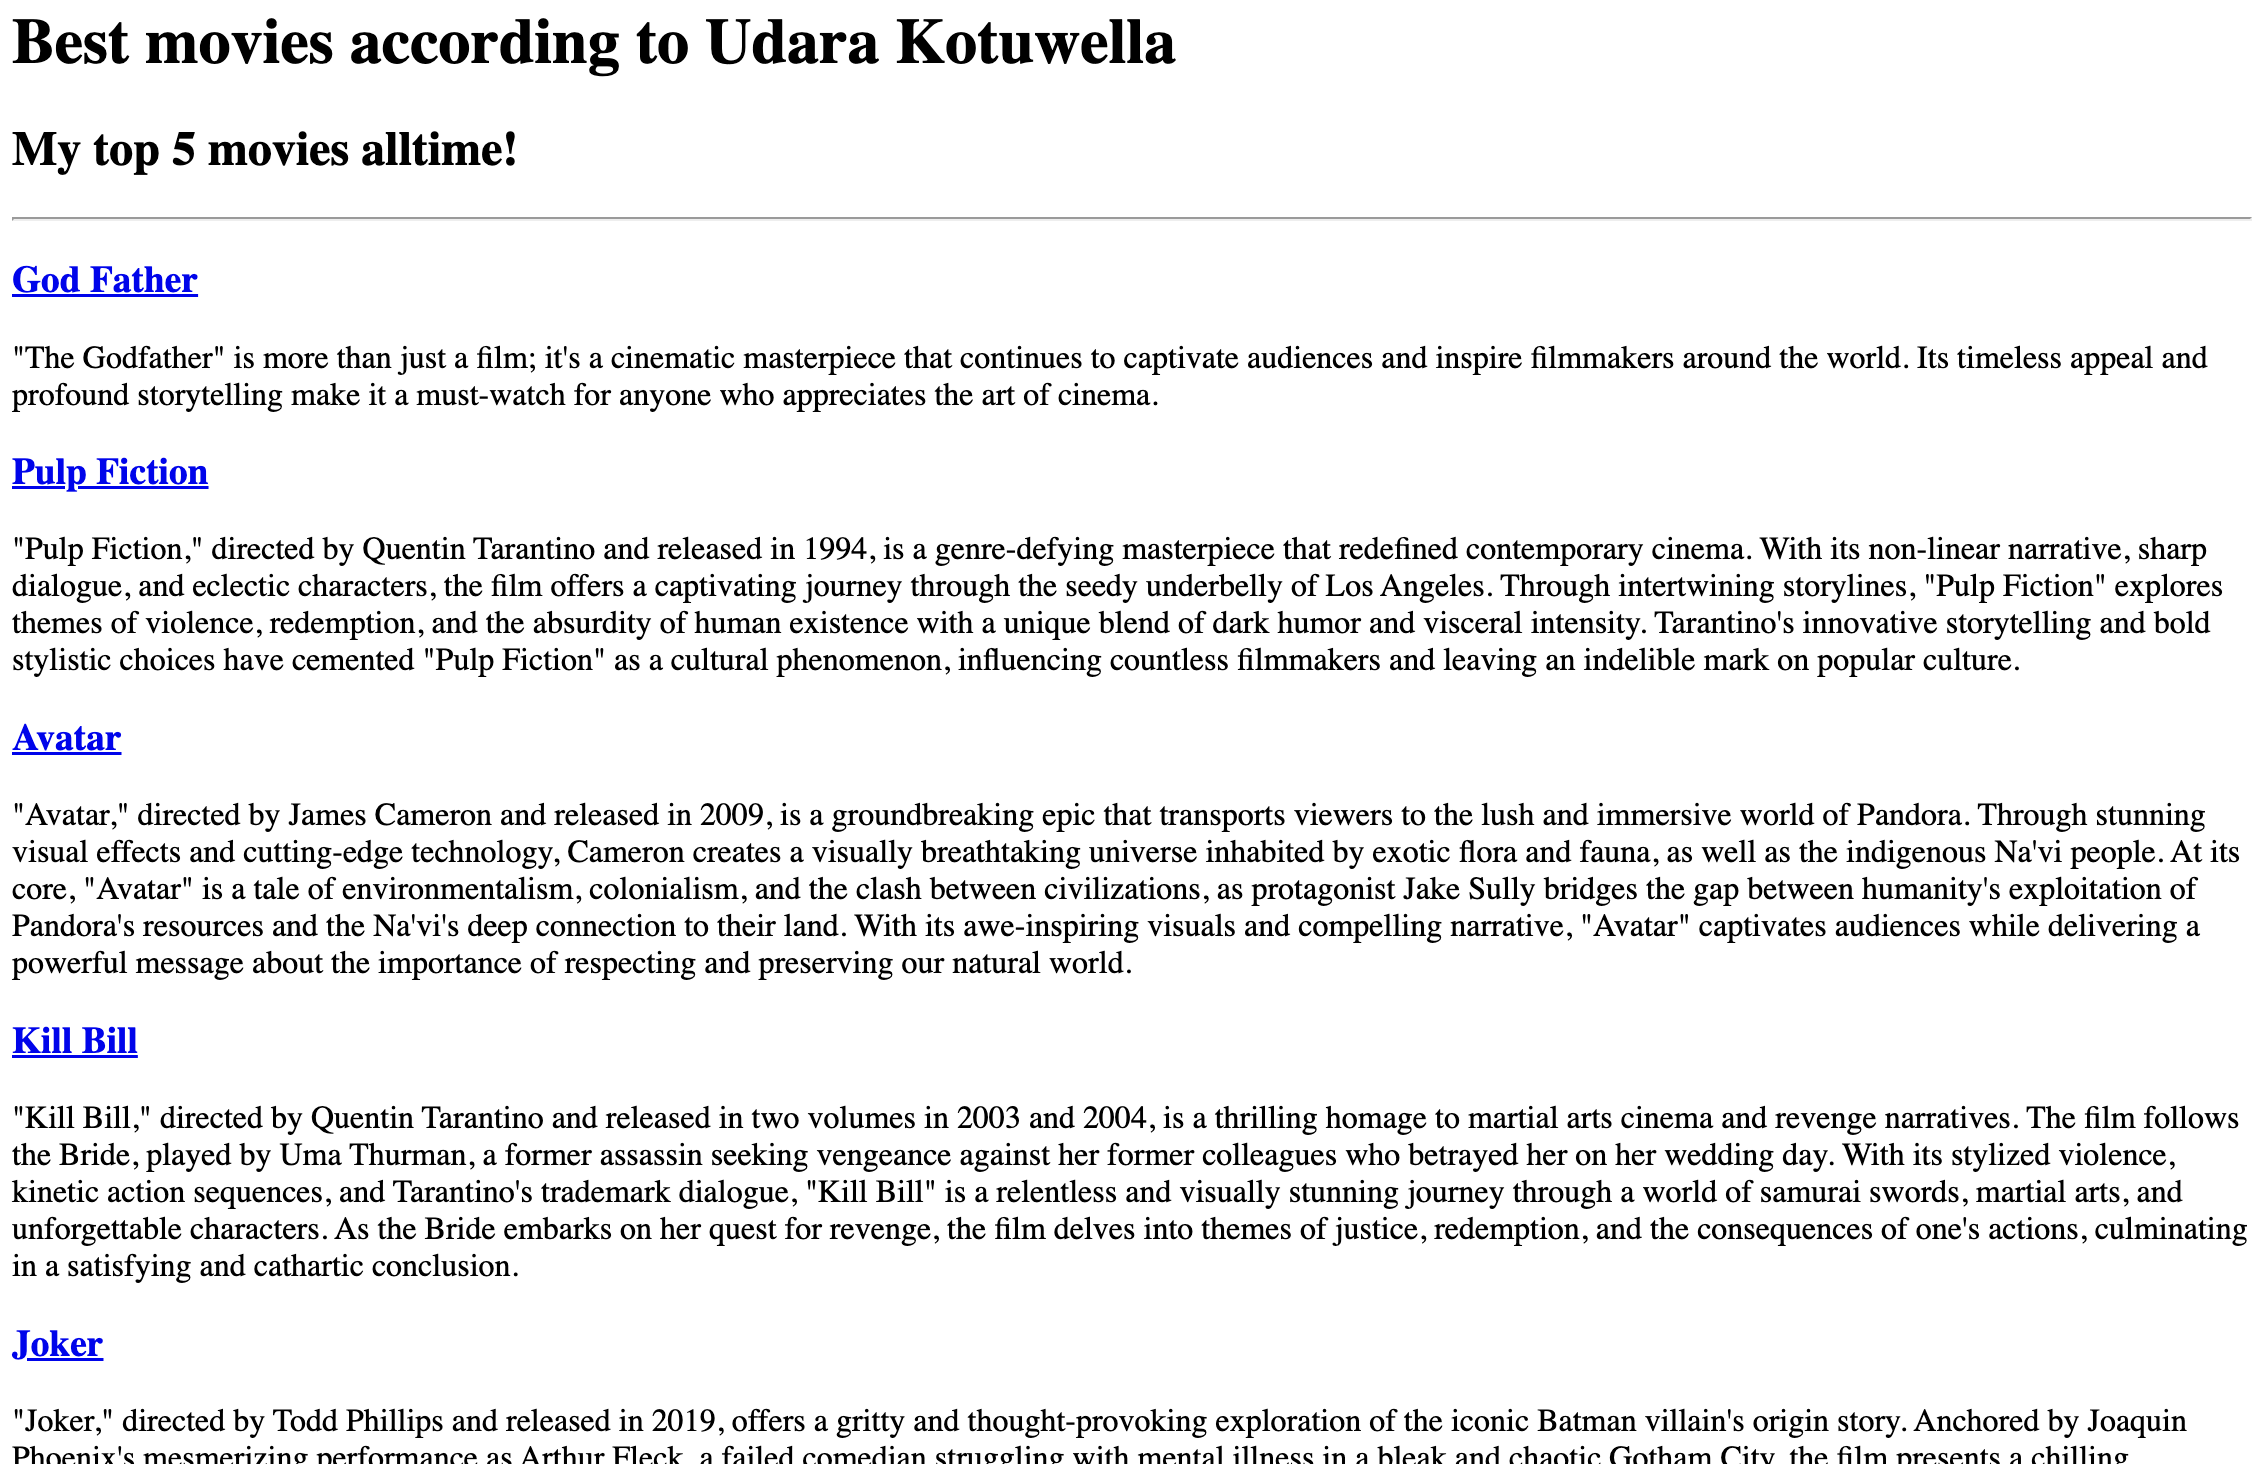 Best movies according to Udara Kotuwella
My top 5 movies alltime!
God Father
"The Godfather" is more than just a film; it's a cinematic masterpiece that continues to captivate audiences and inspire filmmakers around the world. Its timeless appeal and
profound storytelling make it a must-watch for anyone who appreciates the art of cinema.
Pulp Fiction
"Pulp Fiction," directed by Quentin Tarantino and released in 1994, is a genre-defying masterpiece that redefined contemporary cinema. With its non-linear narrative, sharp
dialogue, and eclectic characters, the film offers a captivating journey through the seedy underbelly of Los Angeles. Through intertwining storylines, "Pulp Fiction" explores
themes of violence, redemption, and the absurdity of human existence with a unique blend of dark humor and visceral intensity. Tarantino's innovative storytelling and bold
stylistic choices have cemented "Pulp Fiction" as a cultural phenomenon, influencing countless filmmakers and leaving an indelible mark on popular culture.
Avatar
"Avatar," directed by James Cameron and released in 2009, is a groundbreaking epic that transports viewers to the lush and immersive world of Pandora. Through stunning
visual effects and cutting-edge technology, Cameron creates a visually breathtaking universe inhabited by exotic flora and fauna, as well as the indigenous Na'vi people. At its
core, "Avatar" is a tale of environmentalism, colonialism, and the clash between civilizations, as protagonist Jake Sully bridges the gap between humanity's exploitation of
Pandora's resources and the Na'vi's deep connection to their land. With its awe-inspiring visuals and compelling narrative, "Avatar" captivates audiences while delivering a
powerful message about the importance of respecting and preserving our natural world.
Kill Bill
"Kill Bill," directed by Quentin Tarantino and released in two volumes in 2003 and 2004, is a thrilling homage to martial arts cinema and revenge narratives. The film follows
the Bride, played by Uma Thurman, a former assassin seeking vengeance against her former colleagues who betrayed her on her wedding day. With its stylized violence,
kinetic action sequences, and Tarantino's trademark dialogue, "Kill Bill" is a relentless and visually stunning journey through a world of samurai swords, martial arts, and
unforgettable characters. As the Bride embarks on her quest for revenge, the film delves into themes of justice, redemption, and the consequences of one's actions, culminating
in a satisfying and cathartic conclusion.
Joker
"Joker," directed by Todd Phillips and released in 2019, offers a gritty and thought-provoking exploration of the iconic Batman villain's origin story. Anchored by Joaquin
Phoenix's mesmerizing performance as Arthur Fleck, a failed comedian struggling with mental illness in a bleak and chaotic Gotham City, the film presents a chilling